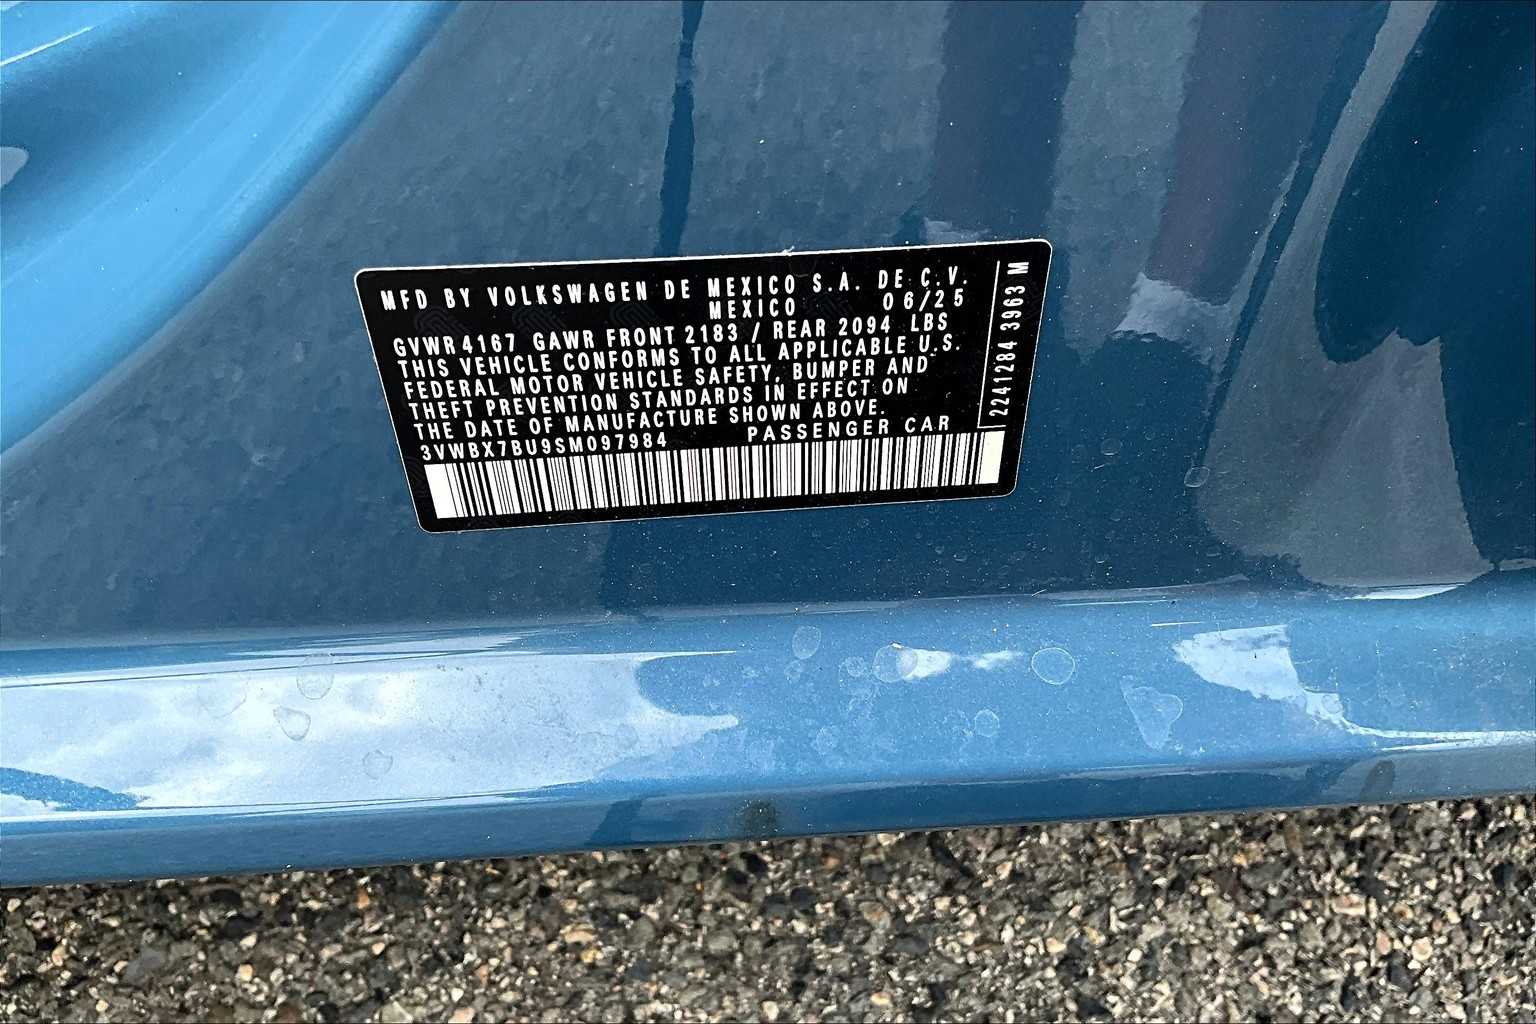 MFD BY VOLKSWAGEN DE MEXICO S.A. DE C.V.
MEXICO 06/25
GVWR 4167 GAWR FRONT 2183 / REAR 2094 LBS
THIS VEHICLE CONFORMS TO ALL APPLICABLE U.S.
FEDERAL MOTOR VEHICLE SAFETY, BUMPER AND
THEFT PREVENTION STANDARDS IN EFFECT ON
THE DATE OF MANUFACTURE SHOWN ABOVE.
3VWBX7BU9SM097984 PASSENGER CAR
2241284 3963 M